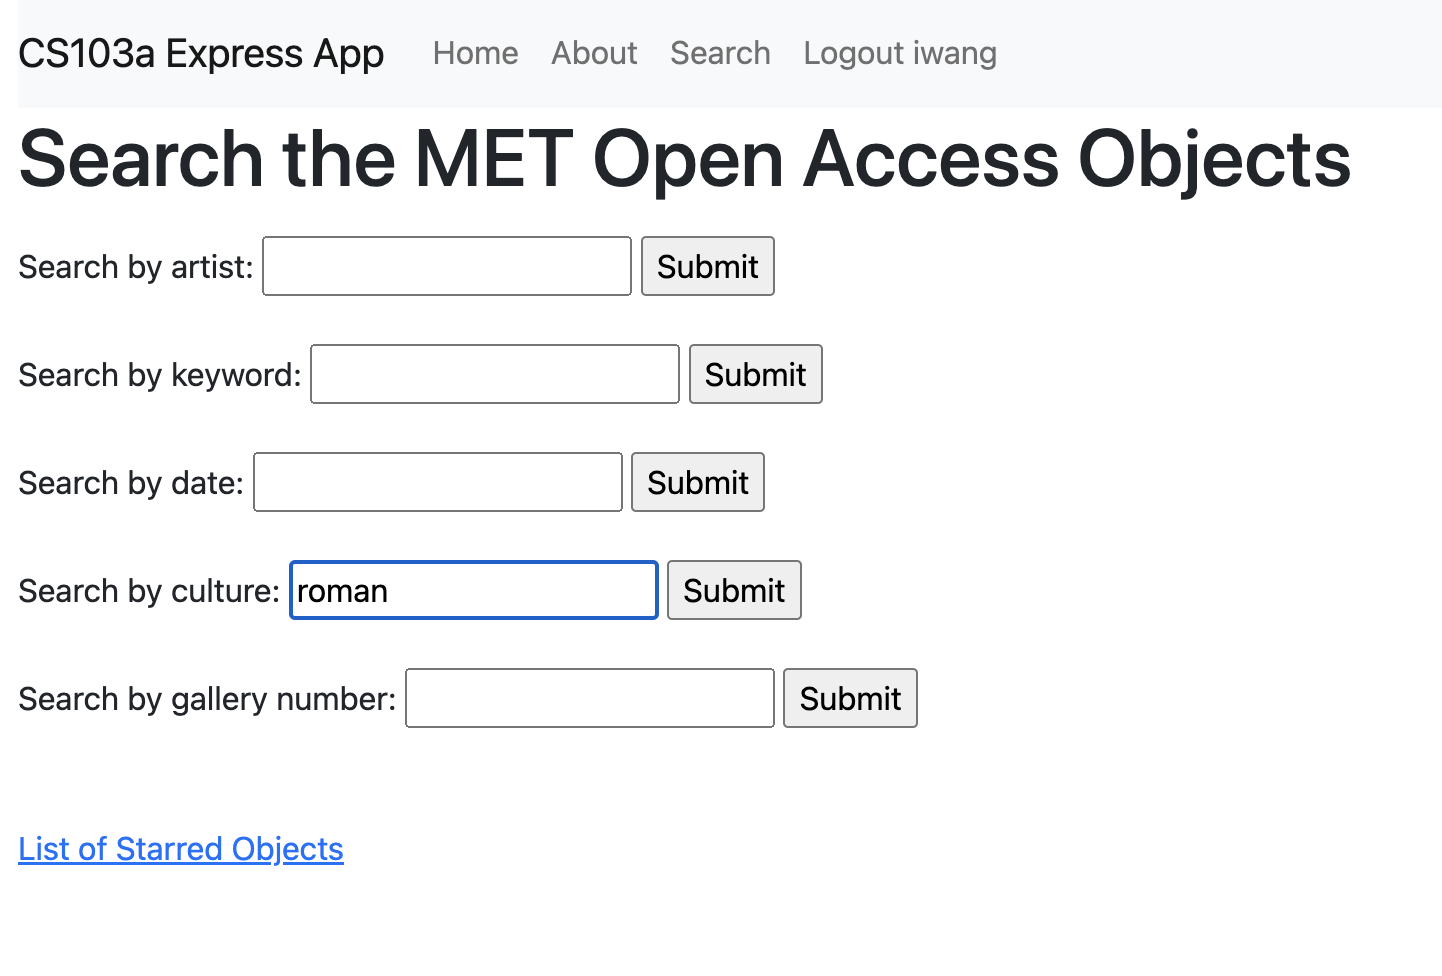 CS103a Express App Home About Search Logout iwang
Search the MET Open Access Objects
Search by artist: Submit
Search by keyword: Submit
Search by date: Submit
Search by culture: roman Submit
Search by gallery number: Submit
List of Starred Objects